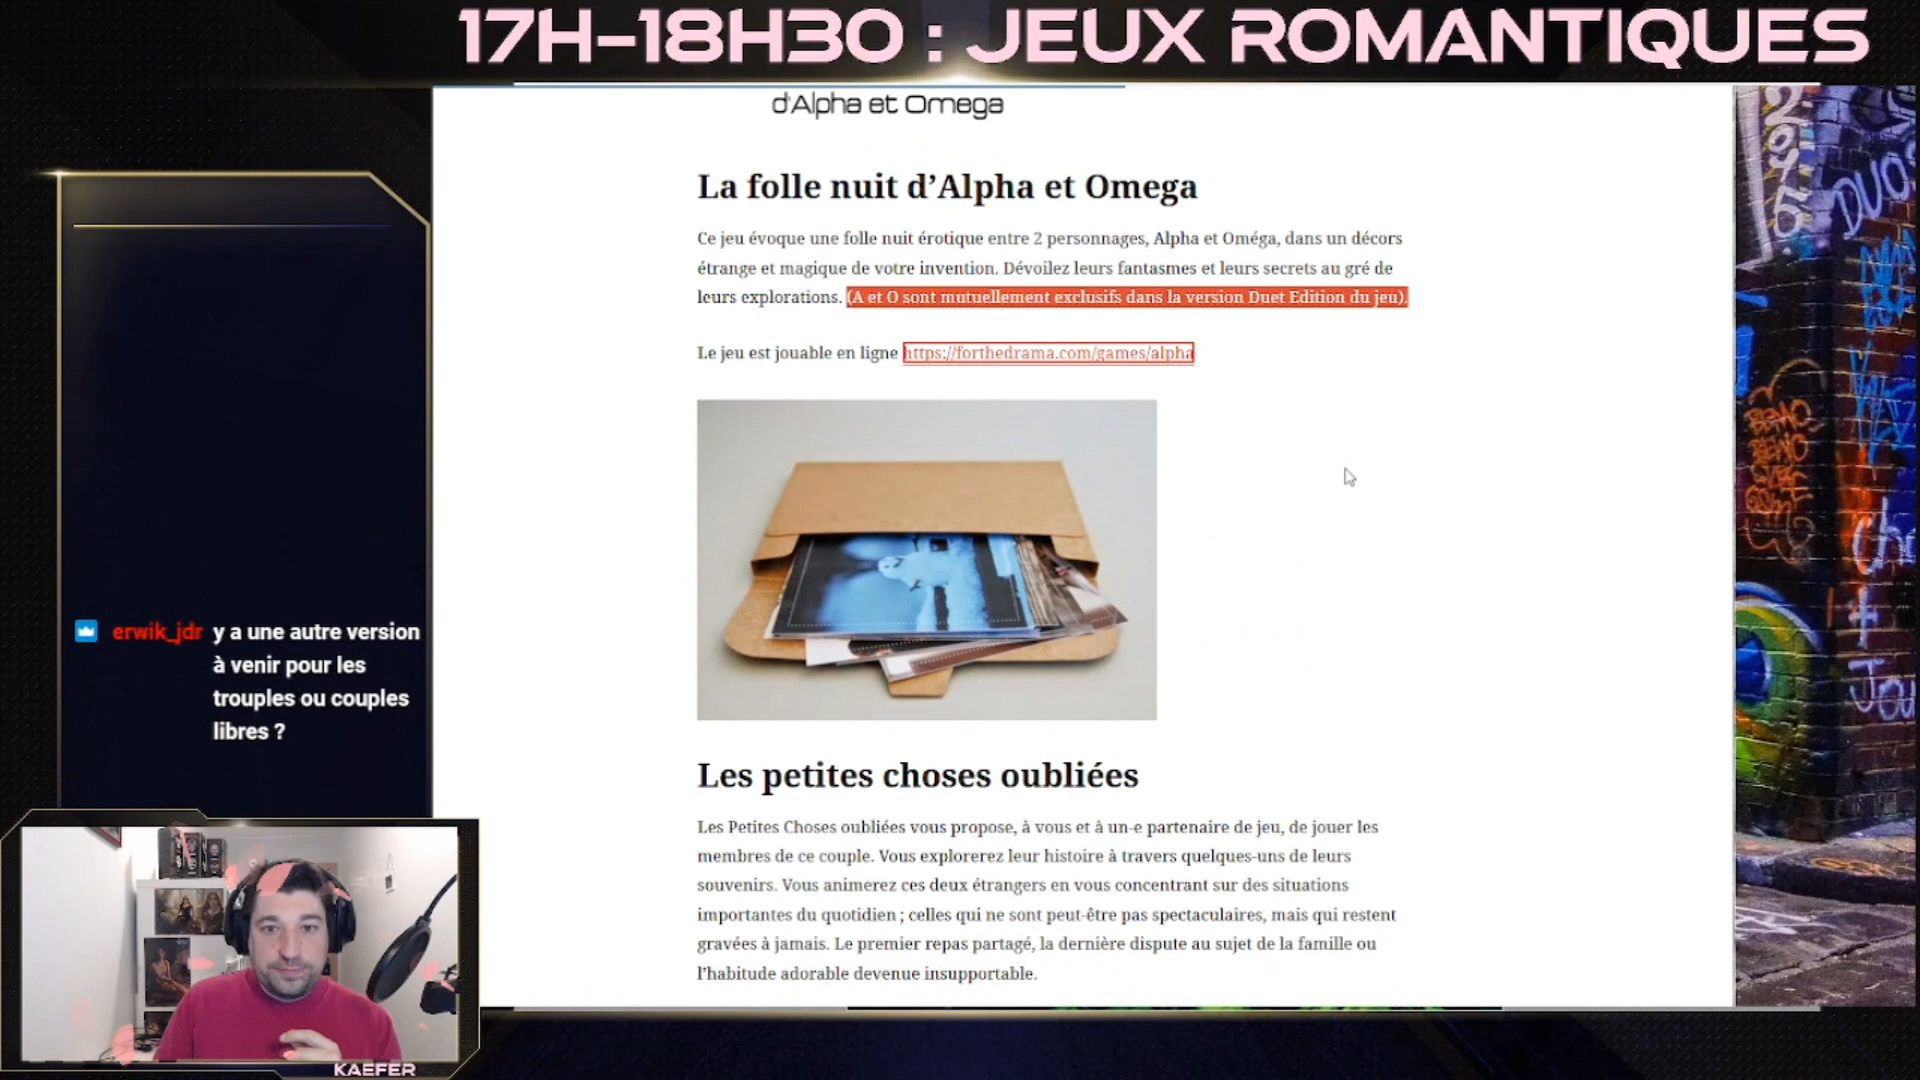 17H-18H30 : JEUX ROMANTIQUES
d'Alpha et Omega
La folle nuit d’Alpha et Omega
Ce jeu évoque une folle nuit érotique entre 2 personnages, Alpha et Oméga, dans un décors
étrange et magique de votre invention. Dévoilez leurs fantasmes et leurs secrets au gré de
leurs explorations. (A et O sont mutuellement exclusifs dans la version Duet Edition du jeu).
Le jeu est jouable en ligne https://forthedrama.com/games/alpha
erwik_jdr y a une autre version
à venir pour les
trouples ou couples
libres ?
Les petites choses oubliées
Les Petites Choses oubliées vous propose, à vous et à un-e partenaire de jeu, de jouer les
membres de ce couple. Vous explorerez leur histoire à travers quelques-uns de leurs
souvenirs. Vous animerez ces deux étrangers en vous concentrant sur des situations
importantes du quotidien ; celles qui ne sont peut-être pas spectaculaires, mais qui restent
gravées à jamais. Le premier repas partagé, la dernière dispute au sujet de la famille ou
l’habitude adorable devenue insupportable.
KAEFER